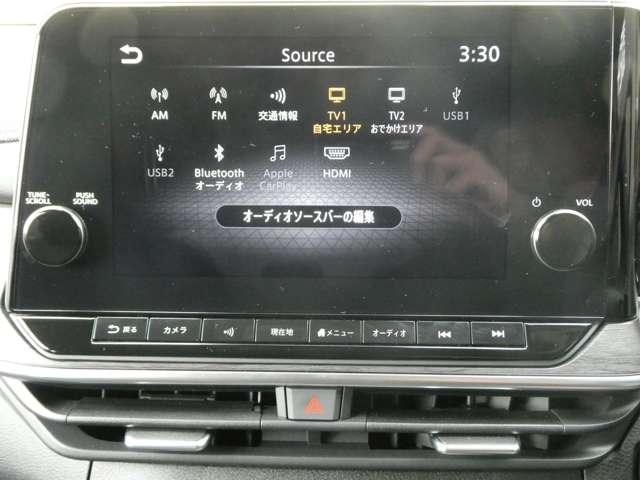 Source
3:30
AM
FM
交通情報
TV1
自宅エリア
TV2
おでかけエリア
USB1
USB2
Bluetooth
オーディオ
Apple
CarPlay
HDMI
オーディオソースバーの編集
TUNE·
SCROLL
PUSH
SOUND
VOL
戻る
カメラ
現在地
メニュー
オーディオ